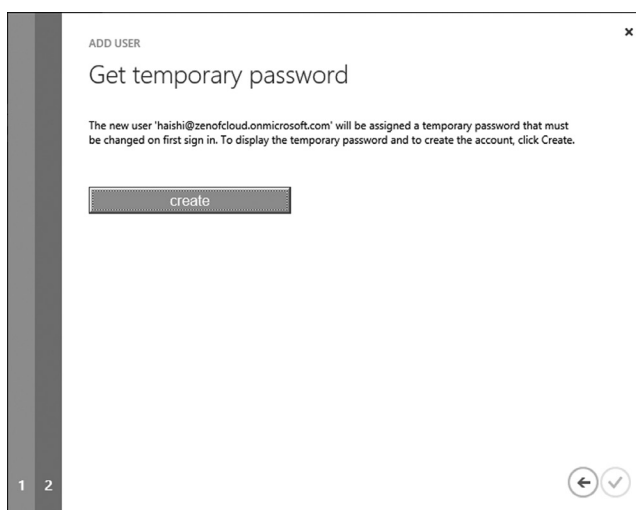 ADD USER
Get temporary password
The new user 'haishi@zenofcloud.onmicrosoft.com' will be assigned a temporary password that must
be changed on first sign in. To display the temporary password and to create the account, click Create.
create
1 2